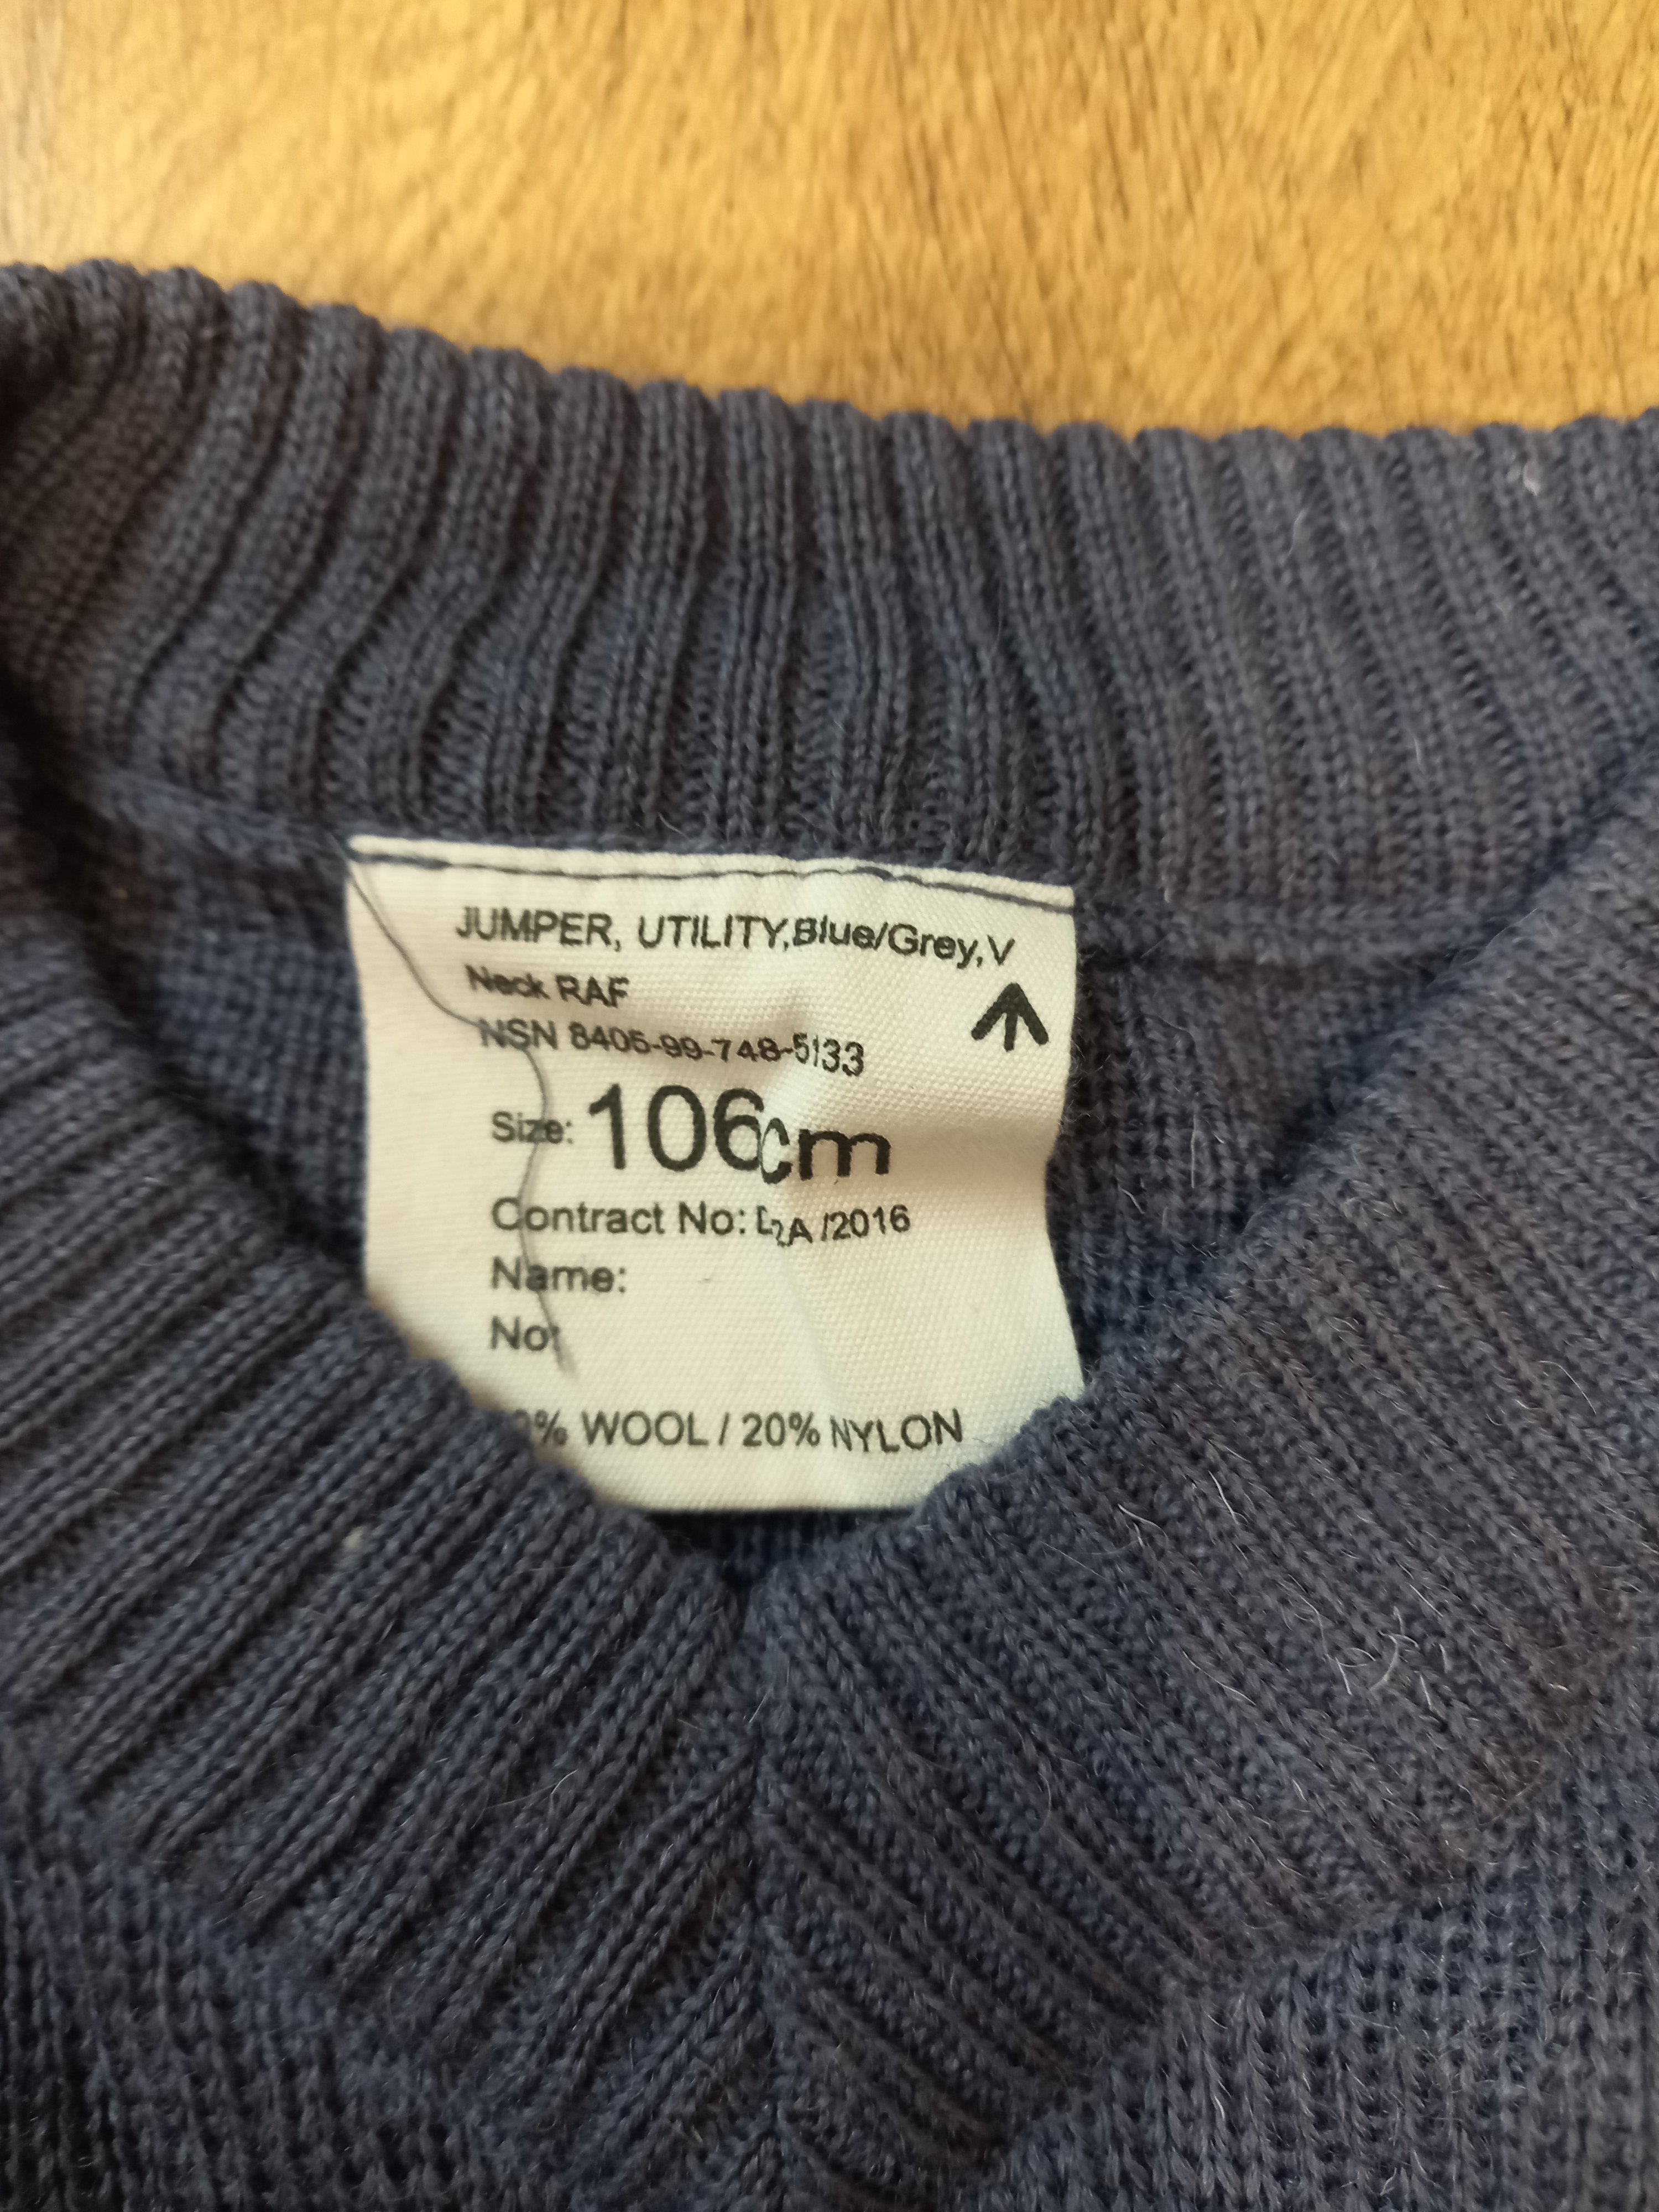 JUMPER, UTILITY,Blue/Grey,V
Neck RAF
NSN 8405-99-748-5133
Size: 106cm
Contract No: /2016
Name:
No:
% WOOL / 20% NYLON